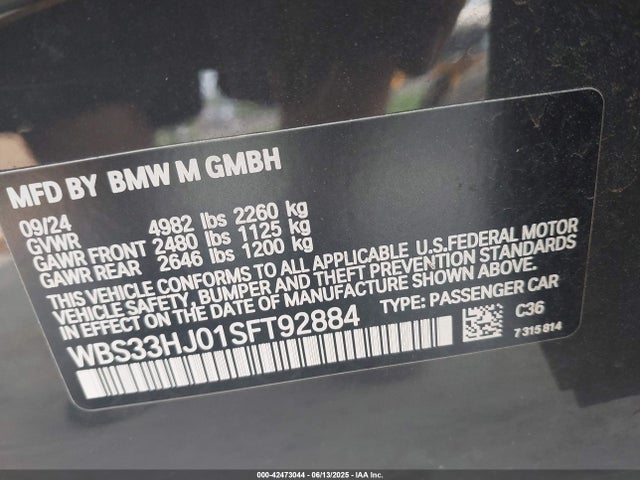 MFD BY BMW M GMBH
09/24
GVWR 4982 lbs 2260 kg
GAWR FRONT 2480 lbs 1125 kg
GAWR REAR 2646 lbs 1200 kg
THIS VEHICLE CONFORMS TO ALL APPLICABLE U.S.FEDERAL MOTOR
VEHICLE SAFETY, BUMPER AND THEFT PREVENTION STANDARDS
IN EFFECT ON THE DATE OF MANUFACTURE SHOWN ABOVE.
WBS33HJ01SFT92884 TYPE: PASSENGER CAR
C36
7 315 814
000-42473044 - 06/13/2025 - IAA Inc.